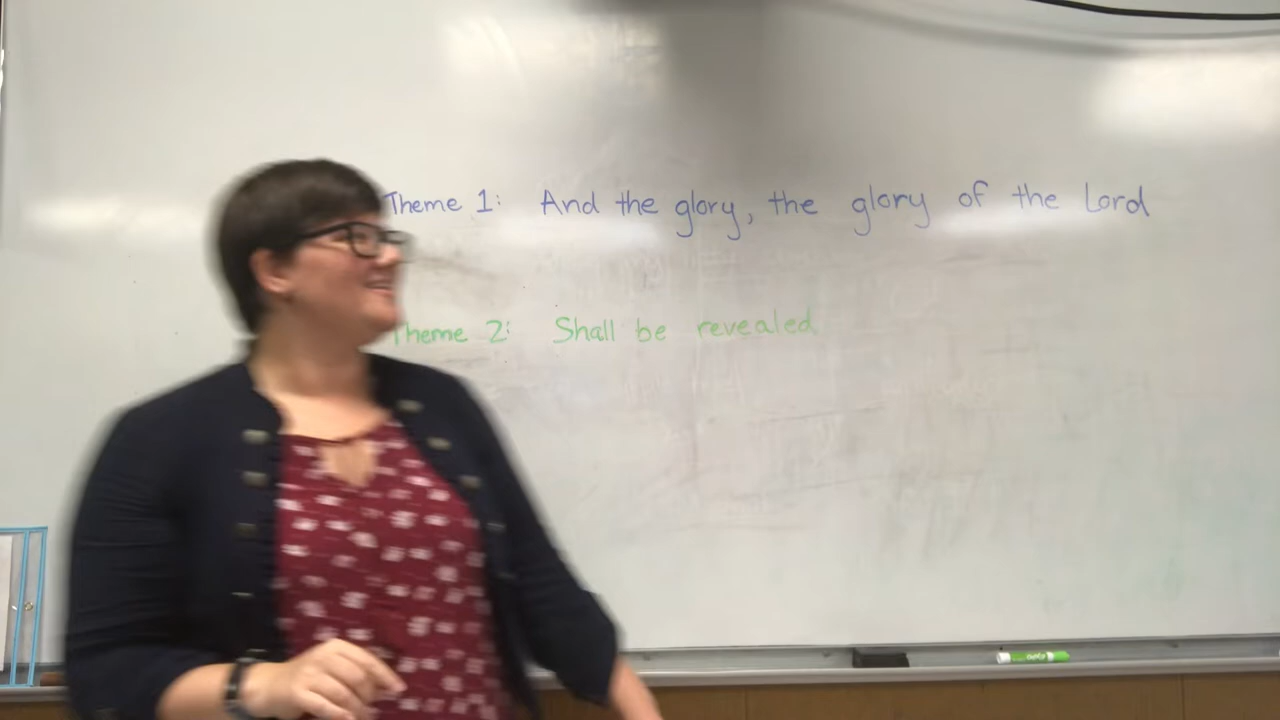 Theme 1: And the glory, the glory of the Lord
Theme 2: Shall be revealed